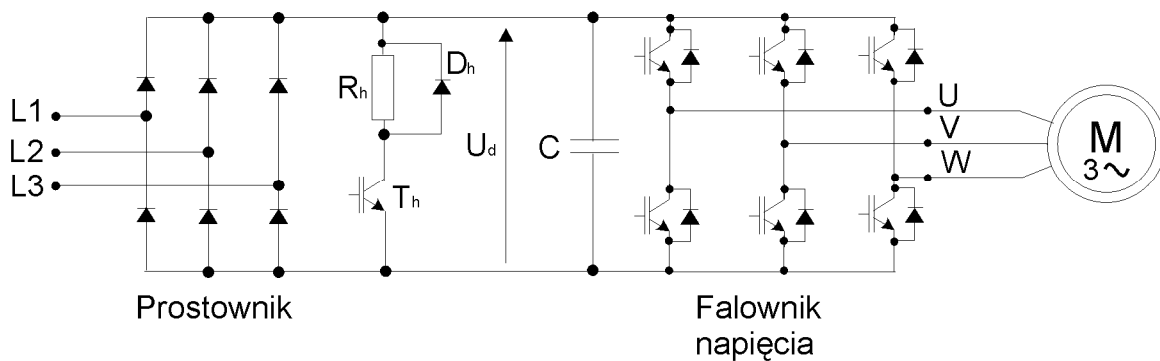 L1
L2
L3
Rh
Dh
Th
Ud
C
U
V
W
M
3~
Prostownik
Falownik
napięcia